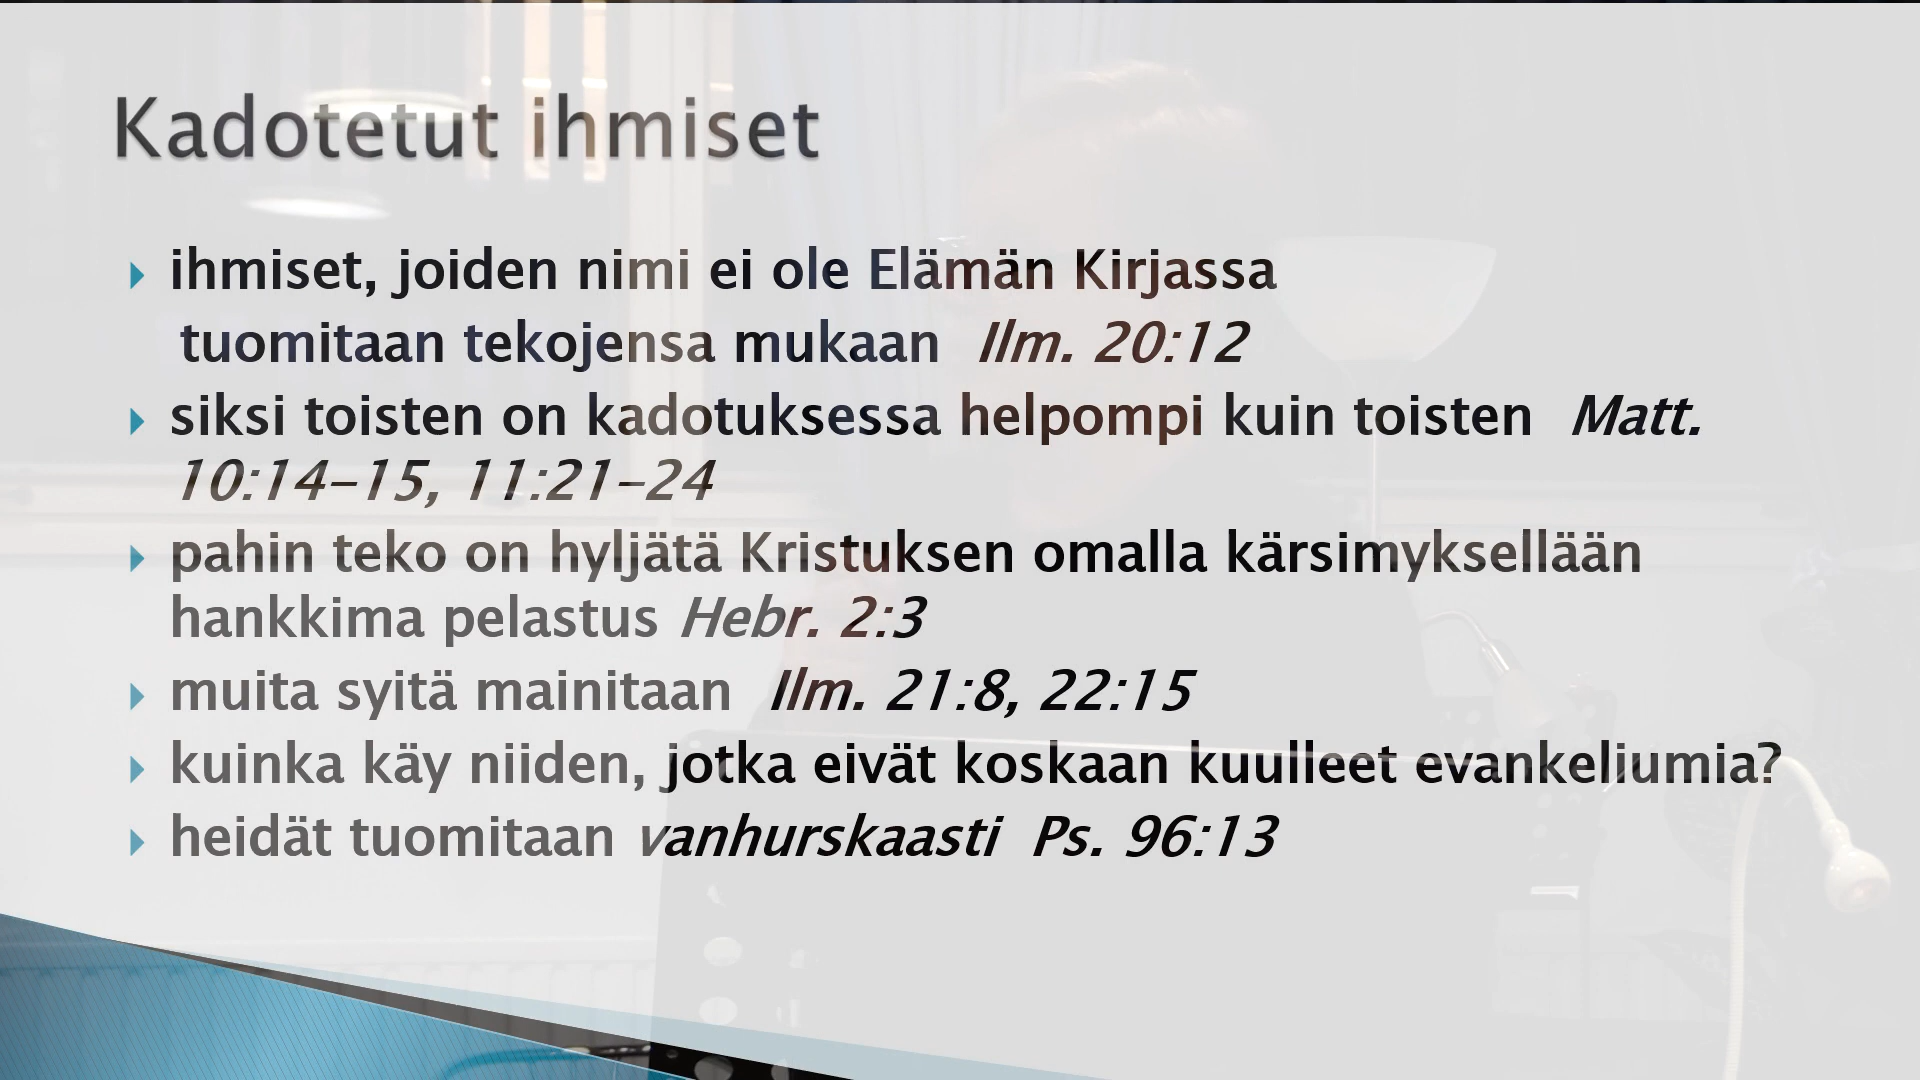 Kadotetut ihmiset
ihmiset, joiden nimi ei ole Elämän Kirjassa
tuomitaan tekojensa mukaan Ilm. 20:12
siksi toisten on kadotuksessa helpompi kuin toisten Matt.
10:14-15, 11:21-24
pahin teko on hyljätä Kristuksen omalla kärsimyksellään
hankkima pelastus Hebr. 2:3
muita syitä mainitaan Ilm. 21:8, 22:15
kuinka käy niiden, jotka eivät koskaan kuulleet evankeliumia?
heidät tuomitaan vanhurskaasti Ps. 96:13